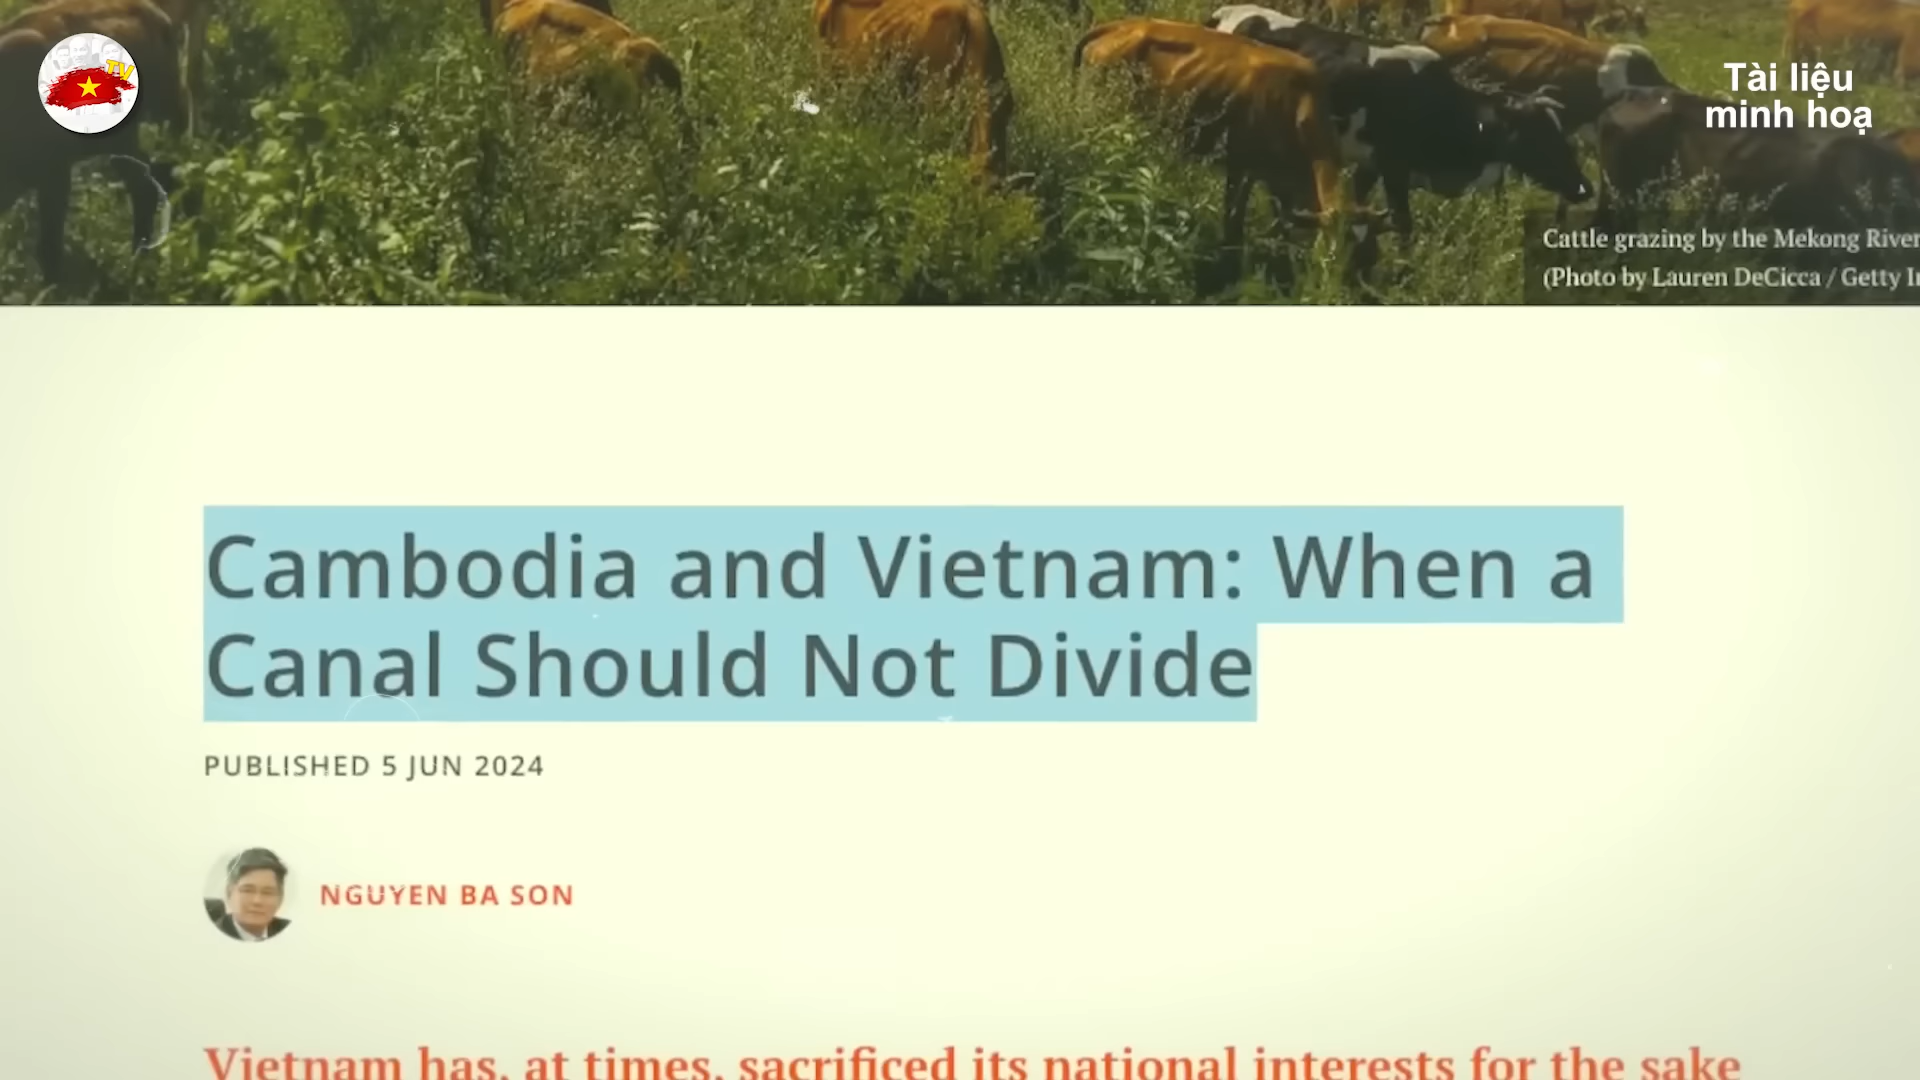 TV
Tài liệu
minh hoạ
Cattle grazing by the Mekong River
(Photo by Lauren DeCicca / Getty
Cambodia and Vietnam: When a
Canal Should Not Divide
PUBLISHED 5 JUN 2024
NGUYEN BA SON
Vietnam has, at times, sacrificed its national interests for the sake